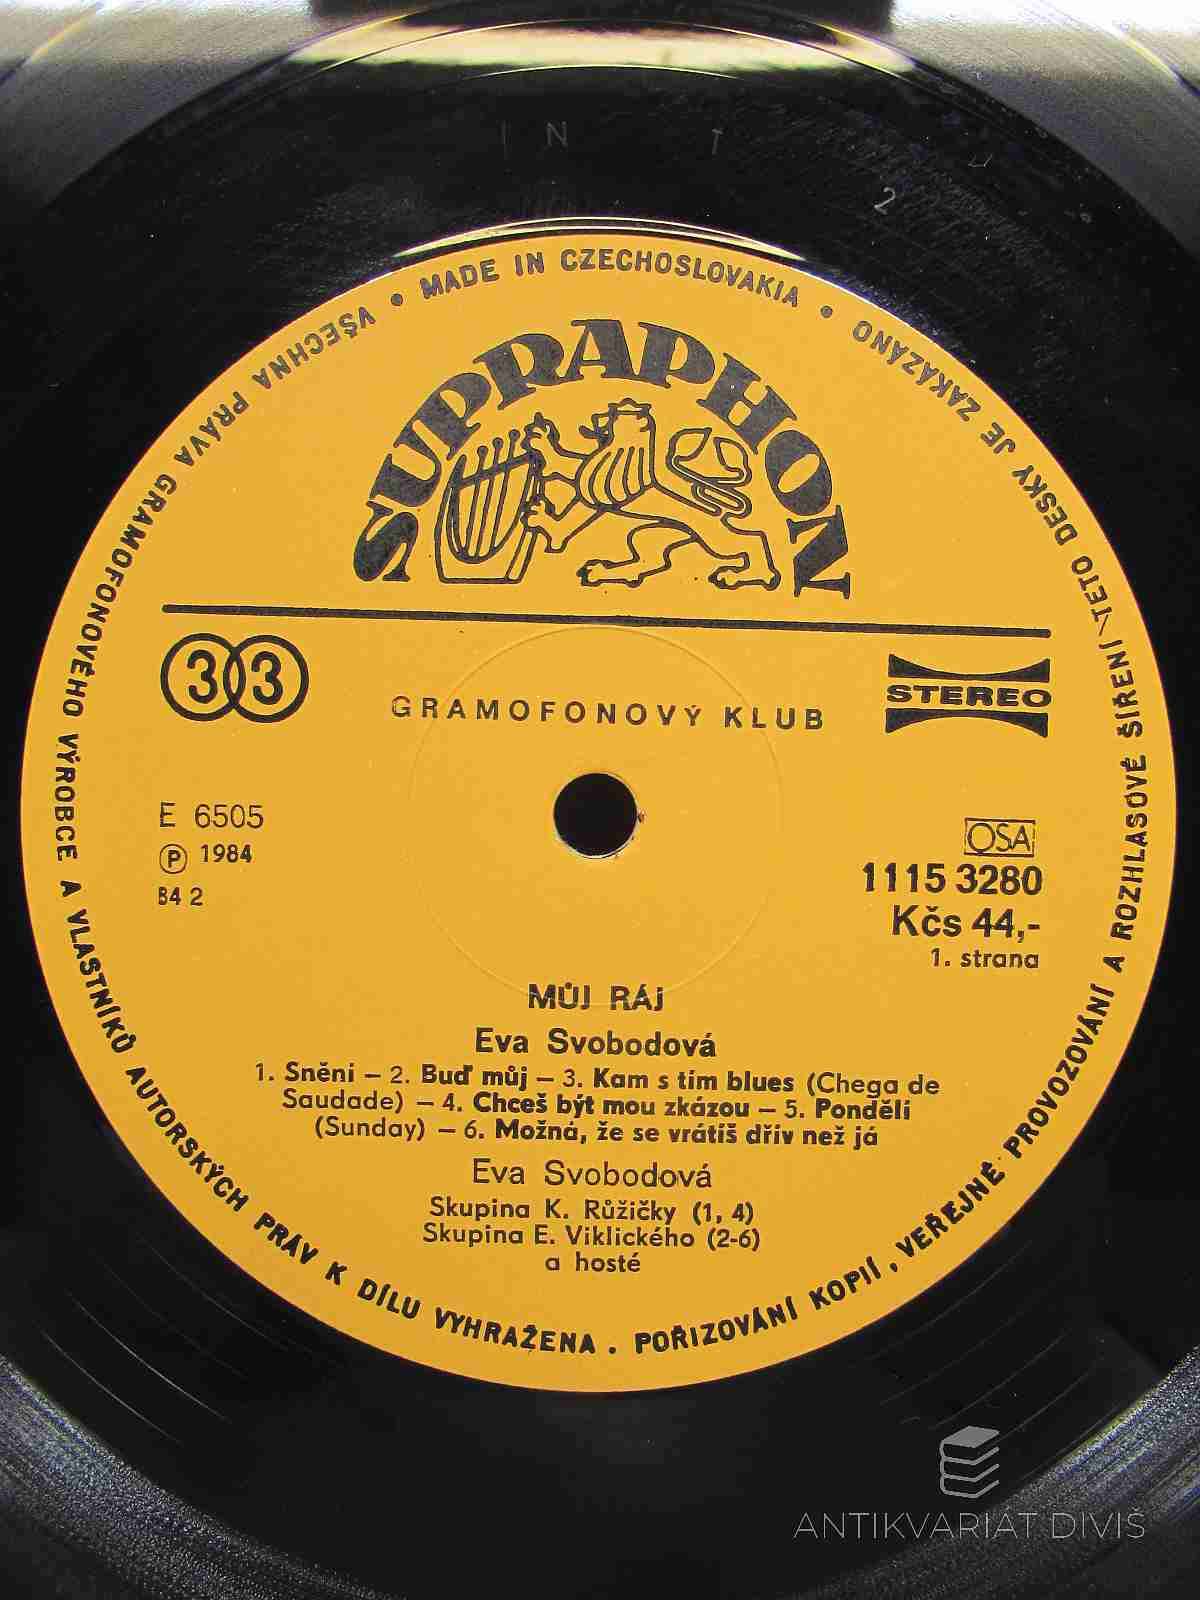 I N T
2
MADE IN CZECHOSLOVAKIA •
VŠECHNA PRÁVA GRAMOFONOVÉHO VÝROBCE A VLASTNÍKŮ AUTORSKÝCH PRÁV K DÍLU VYHRAŽENA . POŘIZOVÁNÍ KOPIÍ , VEŘEJNÉ PROVOZOVÁNÍ A ROZHLASOVÉ ŠÍŘENÍ TÉTO DESKY JE ZAKÁZÁNO •
SUPRAPHON
33
STEREO
GRAMOFONOVÝ KLUB
E 6505
Ⓟ 1984
84 2
OSA
1115 3280
Kčs 44,-
1. strana
MŮJ RÁJ
Eva Svobodová
1. Snění – 2. Buď můj – 3. Kam s tím blues (Chega de
Saudade) – 4. Chceš být mou zkázou – 5. Pondělí
(Sunday) – 6. Možná, že se vrátíš dřív než já
Eva Svobodová
Skupina K. Růžičky (1, 4)
Skupina E. Viklického (2-6)
a hosté
ANTIKVARIÁT DIVIŠ